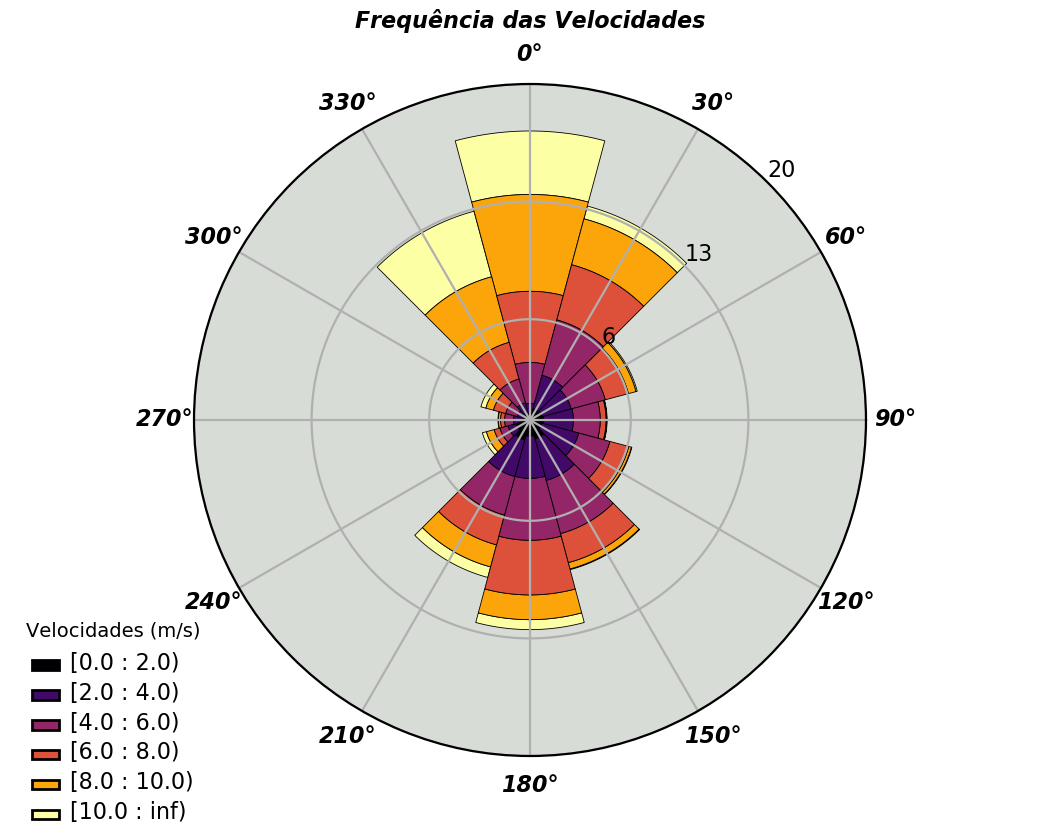 Frequência das Velocidades
0°
330°
30°
20
300°
60°
13
6
270°
90°
240°
120°
210°
150°
180°
Velocidades (m/s)
[0.0 : 2.0)
[2.0 : 4.0)
[4.0 : 6.0)
[6.0 : 8.0)
[8.0 : 10.0)
[10.0 : inf)